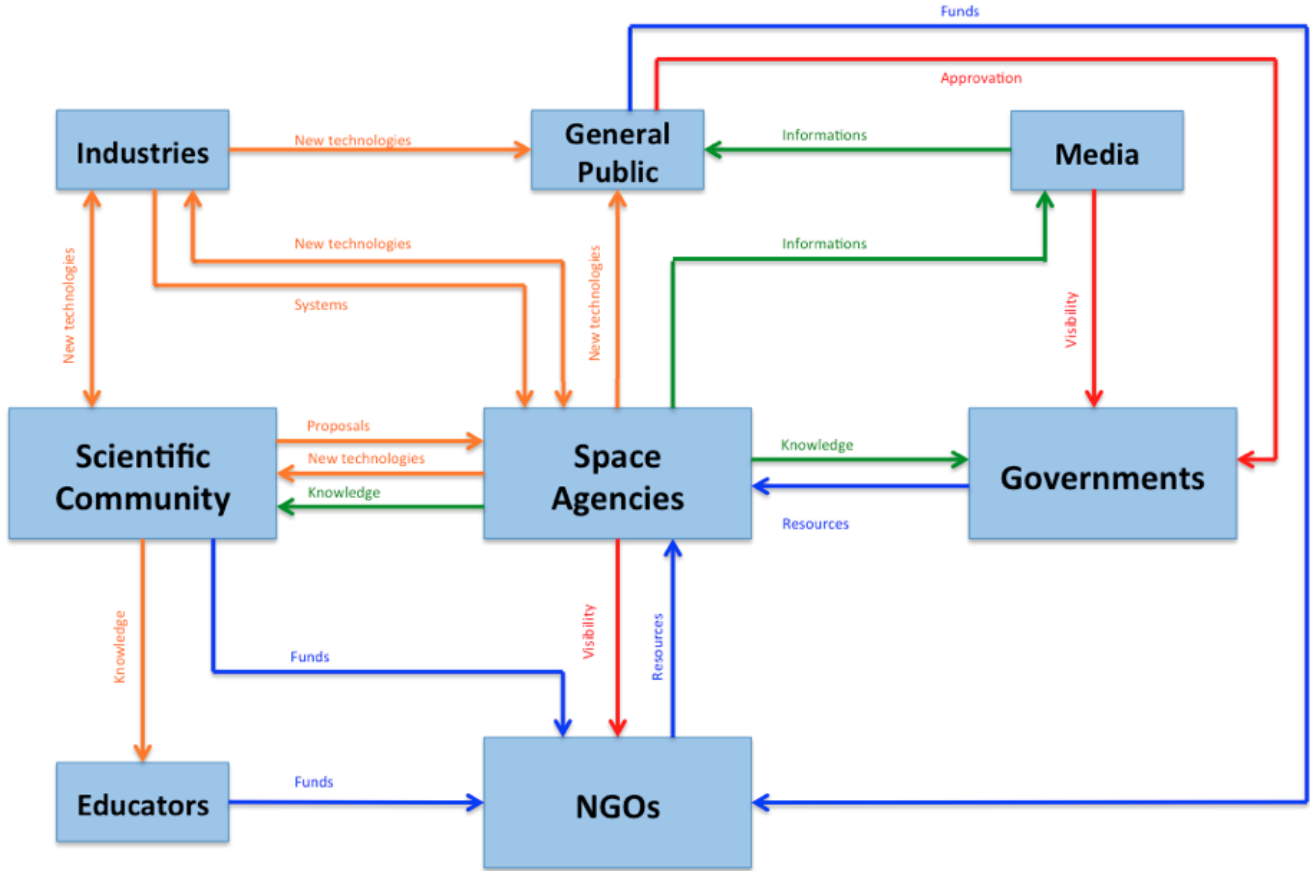 Funds
Approvation
Industries
New technologies
General
Public
Informations
Media
New technologies
New technologies
Systems
New technologies
Informations
Visibility
Scientific
Community
Proposals
New technologies
Knowledge
Space
Agencies
Knowledge
Resources
Governments
Knowledge
Funds
Visibility
Resources
Educators
Funds
NGOs